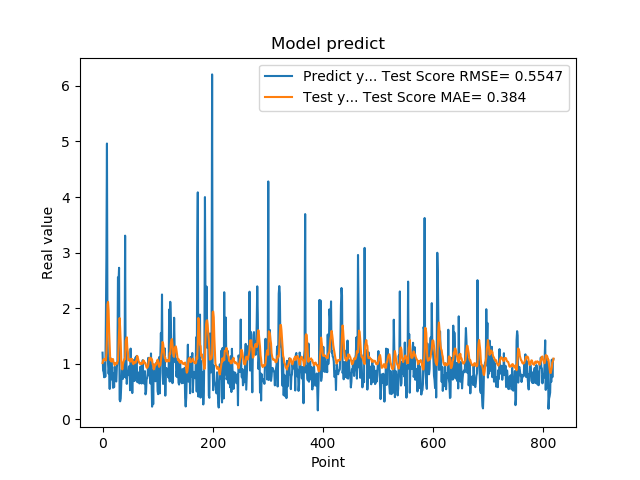 Model predict
Predict y... Test Score RMSE= 0.5547
Test y... Test Score MAE= 0.384
Real value
6
5
4
3
2
1
0
0 200 400 600 800
Point